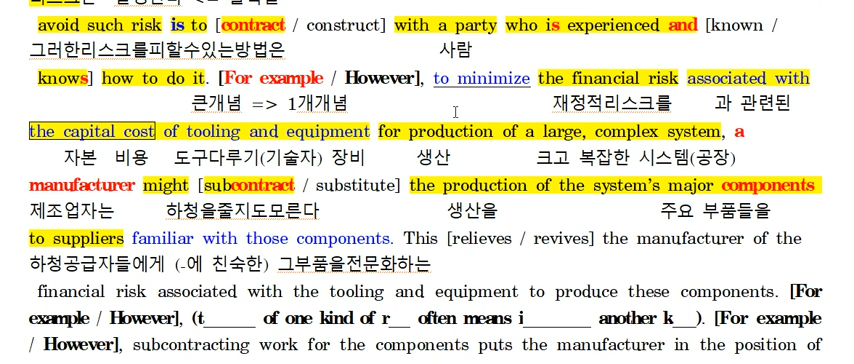 avoid such risk is to [contract / construct] with a party who is experienced and [known /
그러한리스크를피할수있는방법은 사람
knows] how to do it. [For example / However], to minimize the financial risk associated with
큰개념 => 1개개념 재정적리스크를 과 관련된
the capital cost of tooling and equipment for production of a large, complex system, a
자본 비용 도구다루기(기술자) 장비 생산 크고 복잡한 시스템(공장)
manufacturer might [subcontract / substitute] the production of the system's major components
제조업자는 하청을줄지도모른다 생산을 주요 부품들을
to suppliers familiar with those components. This [relieves / revives] the manufacturer of the
하청공급자들에게 (-에 친숙한) 그부품을전문화하는
financial risk associated with the tooling and equipment to produce these components. [For
example / However], (t______ of one kind of r__ often means i________ another k__). [For example
/ However], subcontracting work for the components puts the manufacturer in the position of